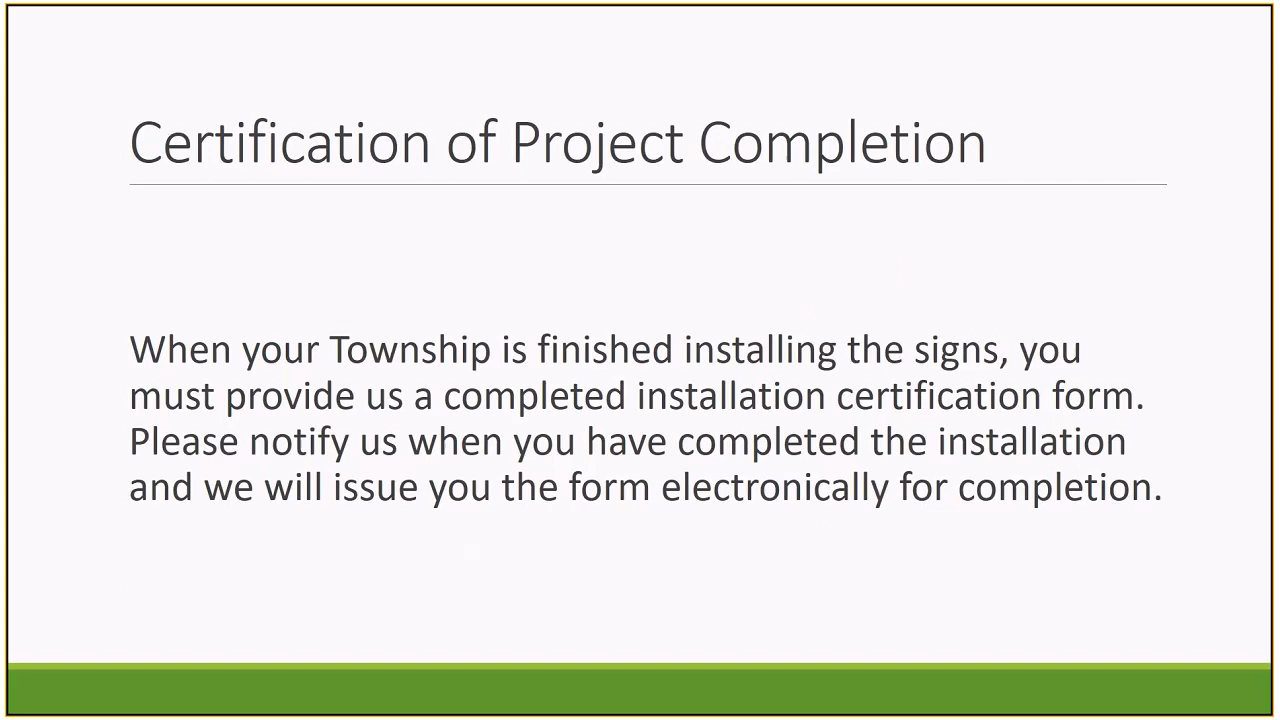 Certification of Project Completion
When your Township is finished installing the signs, you
must provide us a completed installation certification form.
Please notify us when you have completed the installation
and we will issue you the form electronically for completion.